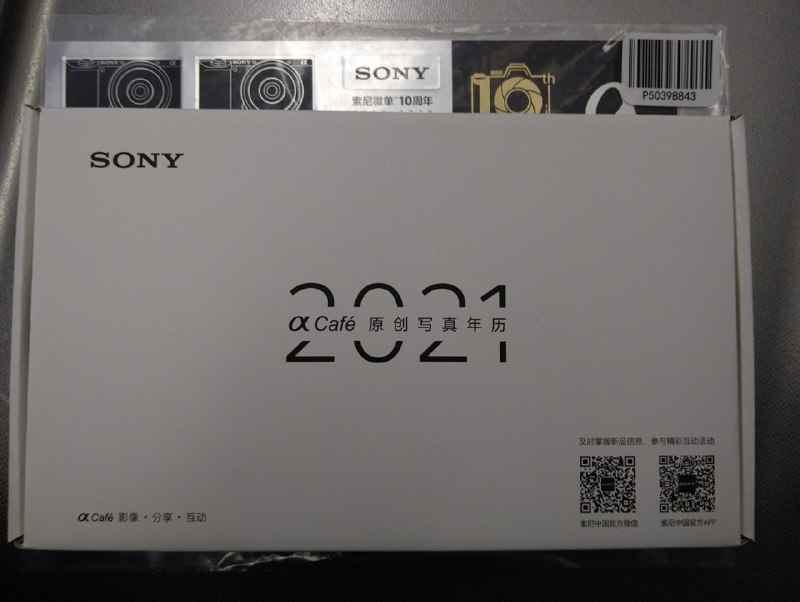 SONY
索尼微单™10周年
10th
P50398843
SONY
2021
α Café 原创写真年历
及时掌握新品信息、参与精彩互动活动
索尼中国官方微信
索尼中国官方APP
α Café 影像·分享·互动